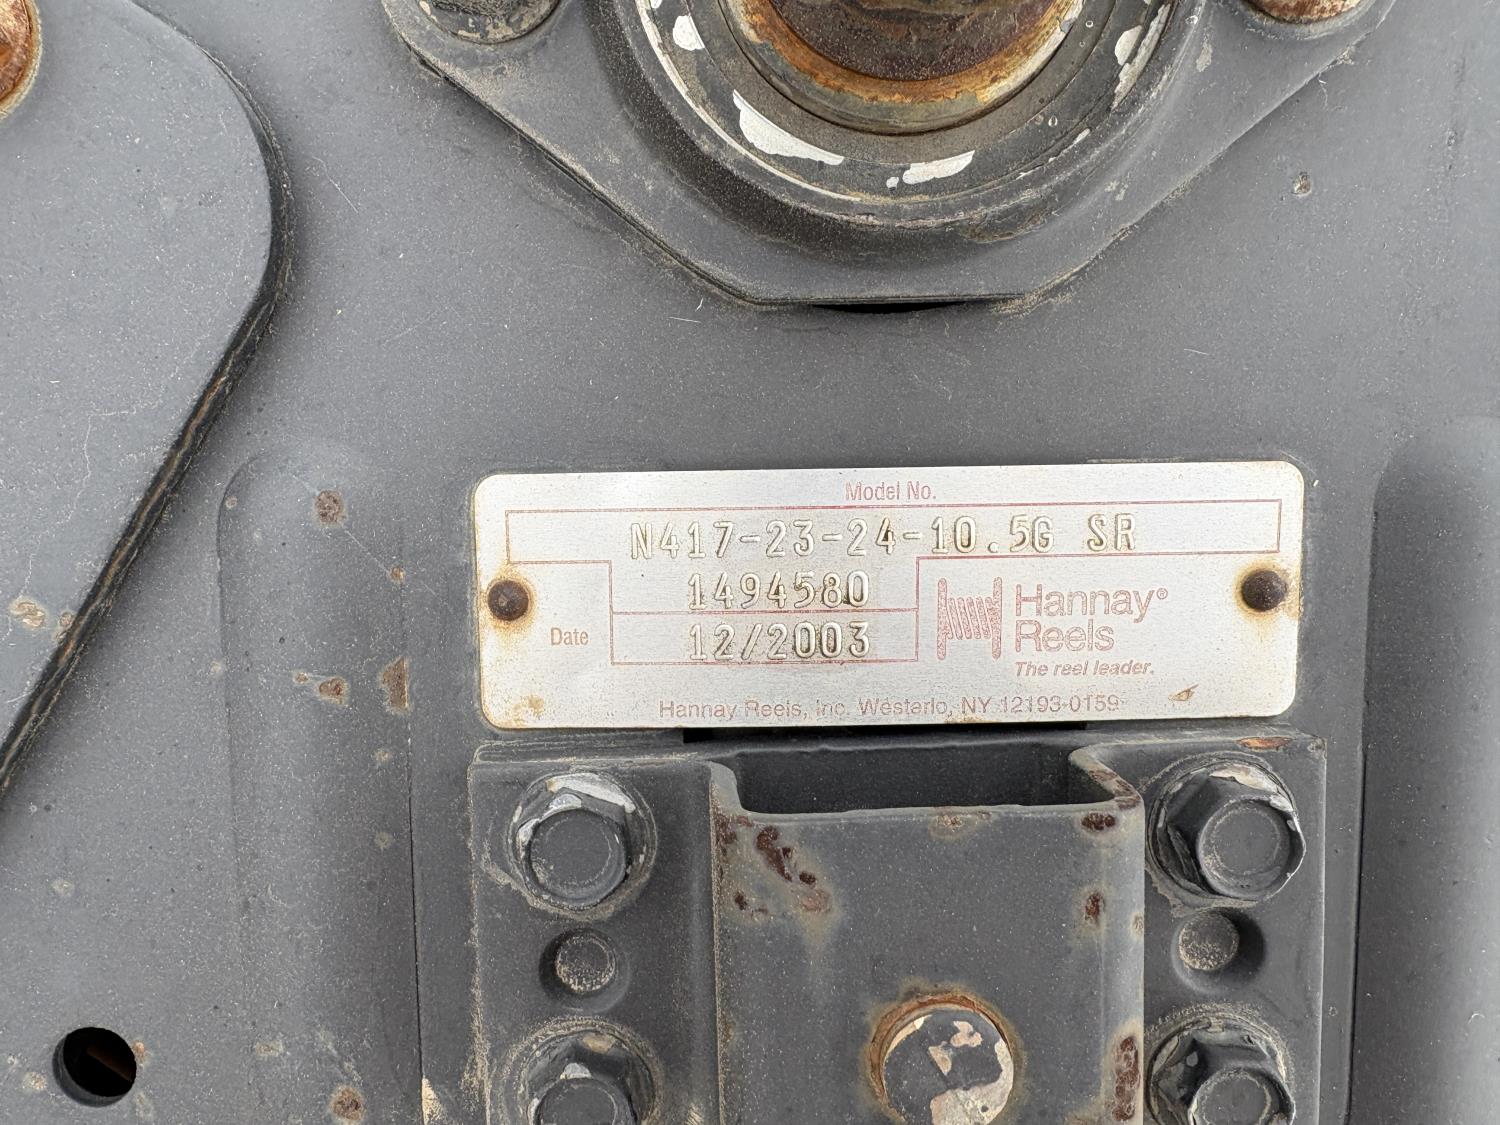 Model No.
N417-23-24-10.5G SR
1494580
Date 12/2003
Hannay®
Reels
The reel leader.
Hannay Reels, Inc. Westerlo, NY 12193-0159